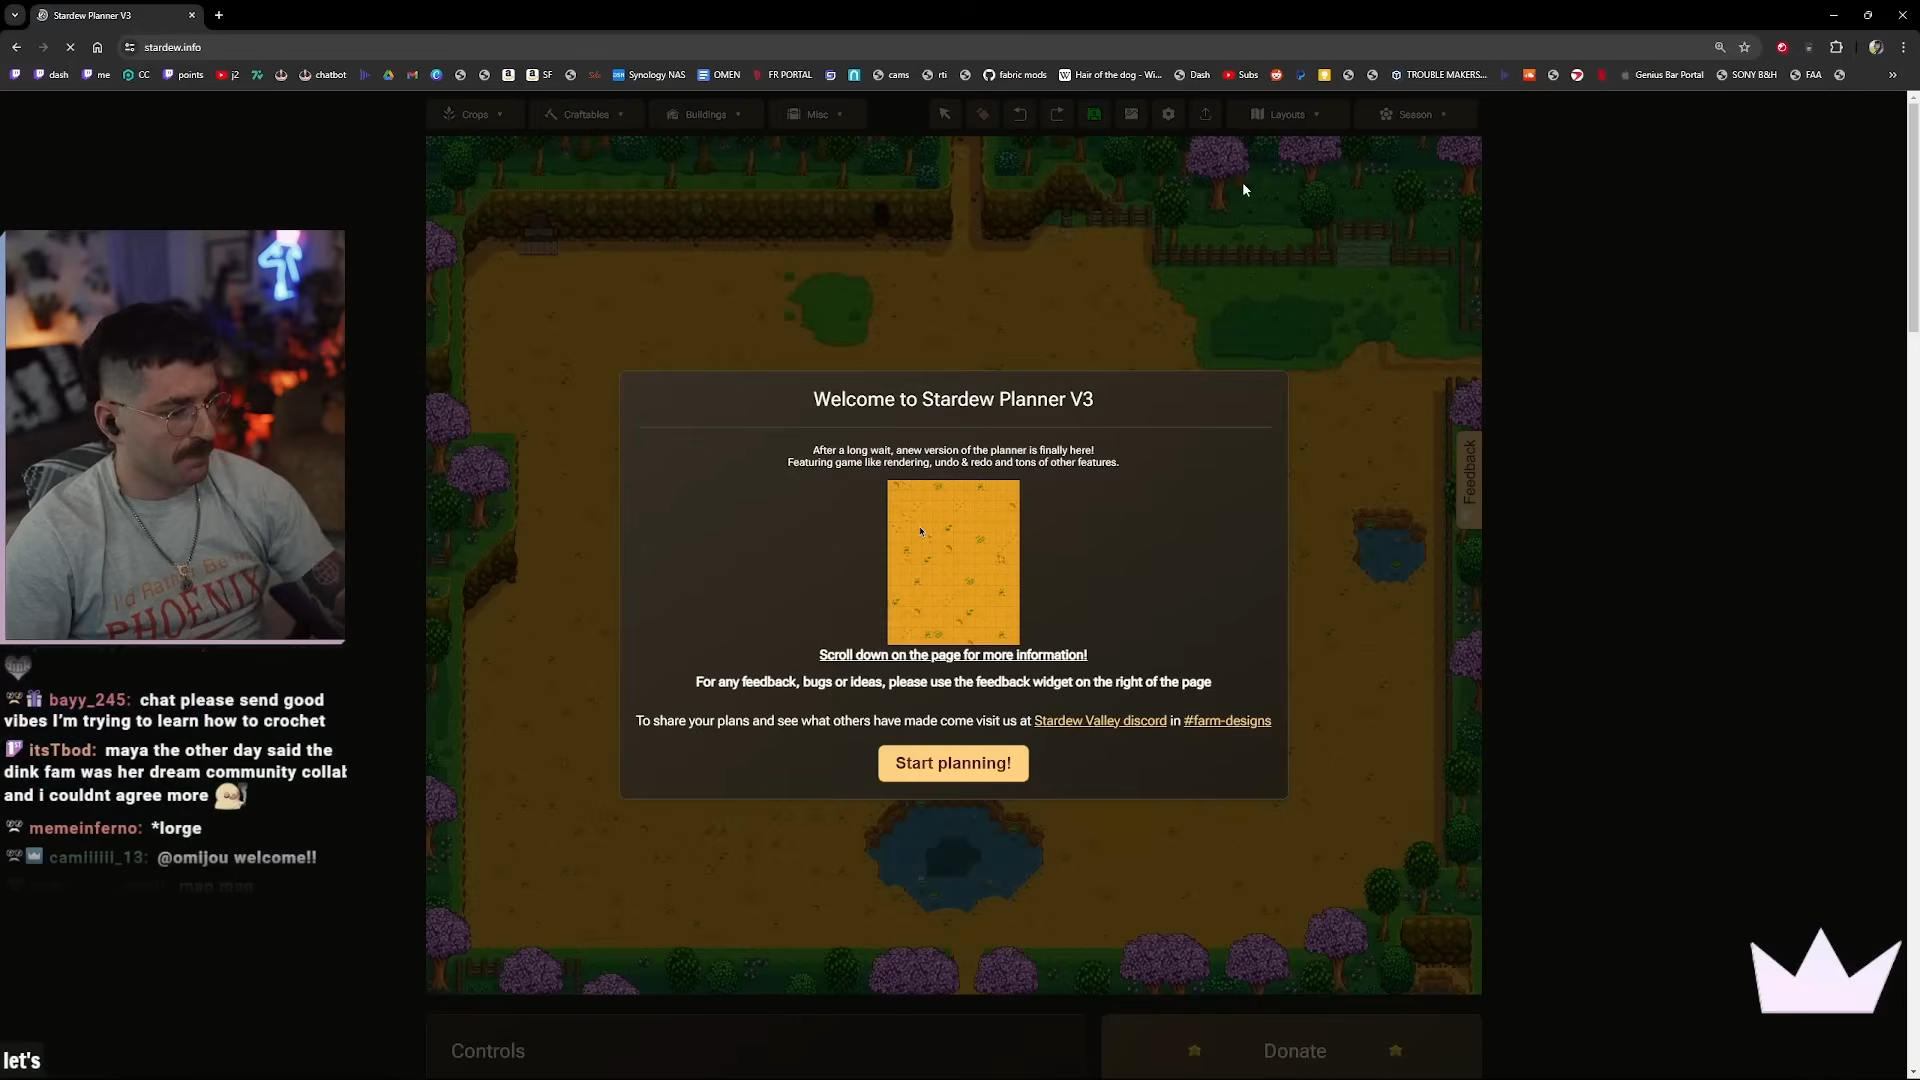 Stardew Planner V3
stardew.info
dash
me
CC
points
j2
chatbot
SF
Synology NAS
OMEN
FR PORTAL
cams
rti
fabric mods
Hair of the dog - Wi...
Dash
Subs
TROUBLE MAKERS...
Genius Bar Portal
SONY B&H
FAA
Crops
Craftables
Buildings
Misc
Layouts
Season
Welcome to Stardew Planner V3
After a long wait, anew version of the planner is finally here!
Featuring game like rendering, undo & redo and tons of other features.
Scroll down on the page for more information!
For any feedback, bugs or ideas, please use the feedback widget on the right of the page
To share your plans and see what others have made come visit us at Stardew Valley discord in #farm-designs
Start planning!
Feedback
Controls
Donate
I'd Rather Be
PHOENIX
bayy_245: chat please send good
vibes I'm trying to learn how to crochet
itsTbod: maya the other day said the
dink fam was her dream community collab
and i couldnt agree more
memeinferno: *lorge
camiiiiii_13: @omijou welcome!!
let's